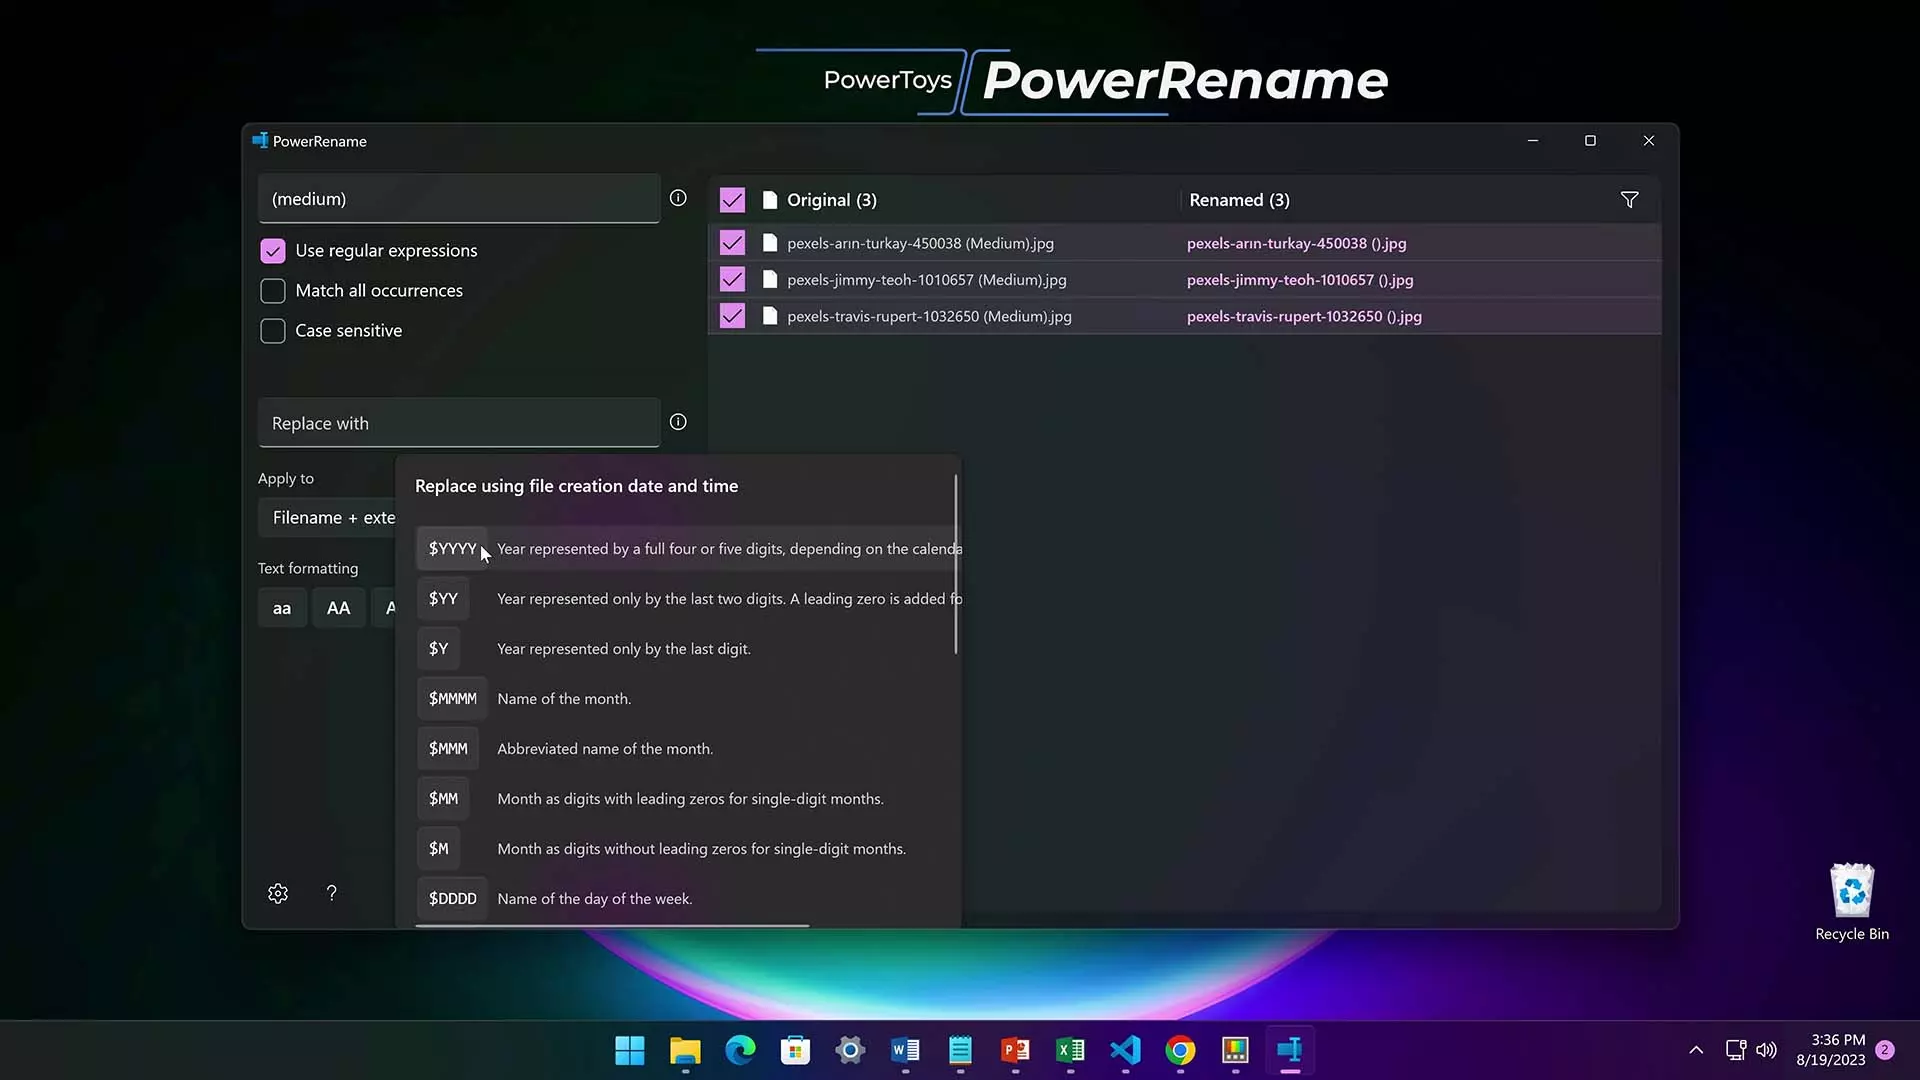 PowerToys PowerRename
PowerRename
(medium)
Use regular expressions
Match all occurrences
Case sensitive
Replace with
Apply to
Filename + exte
Text formatting
aa AA A
Original (3) Renamed (3)
pexels-arın-turkay-450038 (Medium).jpg pexels-arın-turkay-450038 ().jpg
pexels-jimmy-teoh-1010657 (Medium).jpg pexels-jimmy-teoh-1010657 ().jpg
pexels-travis-rupert-1032650 (Medium).jpg pexels-travis-rupert-1032650 ().jpg
Replace using file creation date and time
$YYYY Year represented by a full four or five digits, depending on the calenda
$YY Year represented only by the last two digits. A leading zero is added fo
$Y Year represented only by the last digit.
$MMMM Name of the month.
$MMM Abbreviated name of the month.
$MM Month as digits with leading zeros for single-digit months.
$M Month as digits without leading zeros for single-digit months.
$DDDD Name of the day of the week.
?
Recycle Bin
3:36 PM
8/19/2023
2